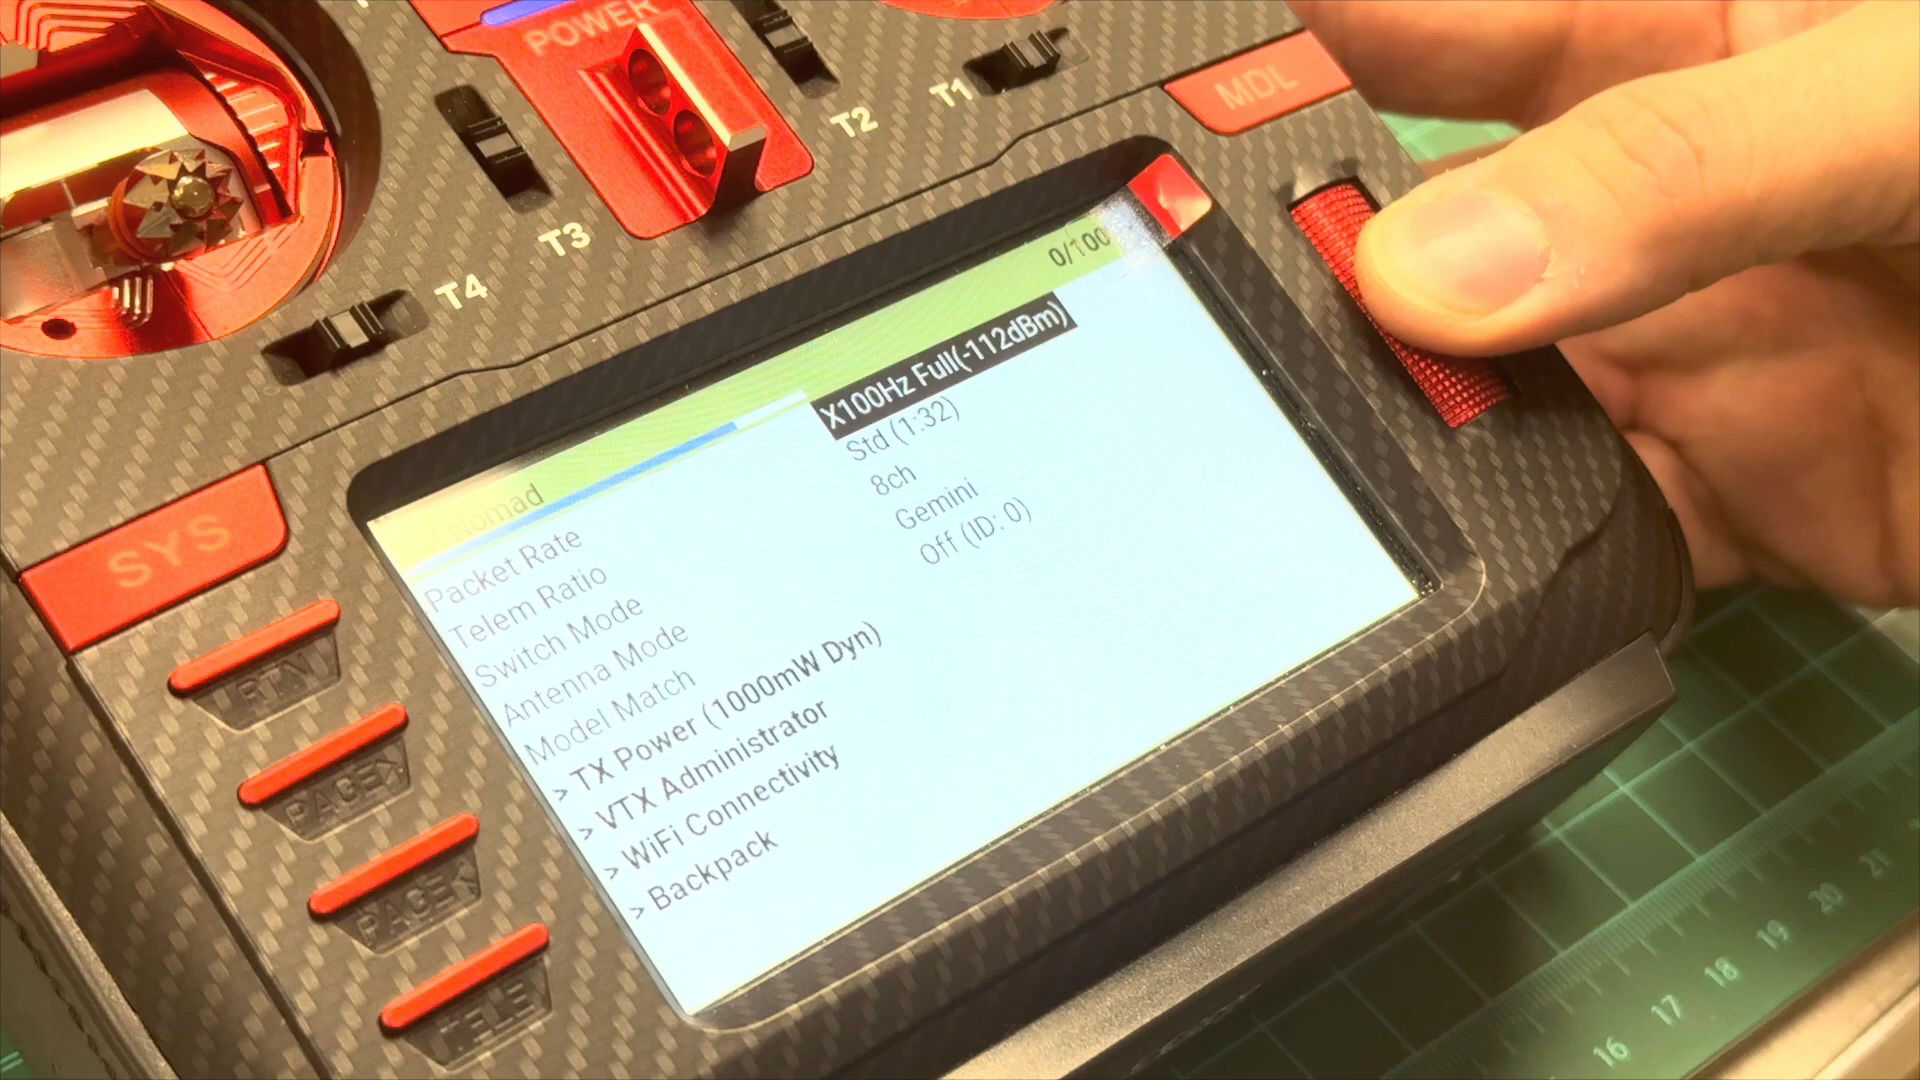 POWER
T1
T2
T3
T4
MDL
SYS
RTN
PAGE>
PAGE<
TELE
Nomad
0/100
Packet Rate X100Hz Full(-112dBm)
Telem Ratio Std (1:32)
Switch Mode 8ch
Antenna Mode Gemini
Model Match Off (ID: 0)
> TX Power (1000mW Dyn)
> VTX Administrator
> WiFi Connectivity
> Backpack
16 17 18 19 20 21